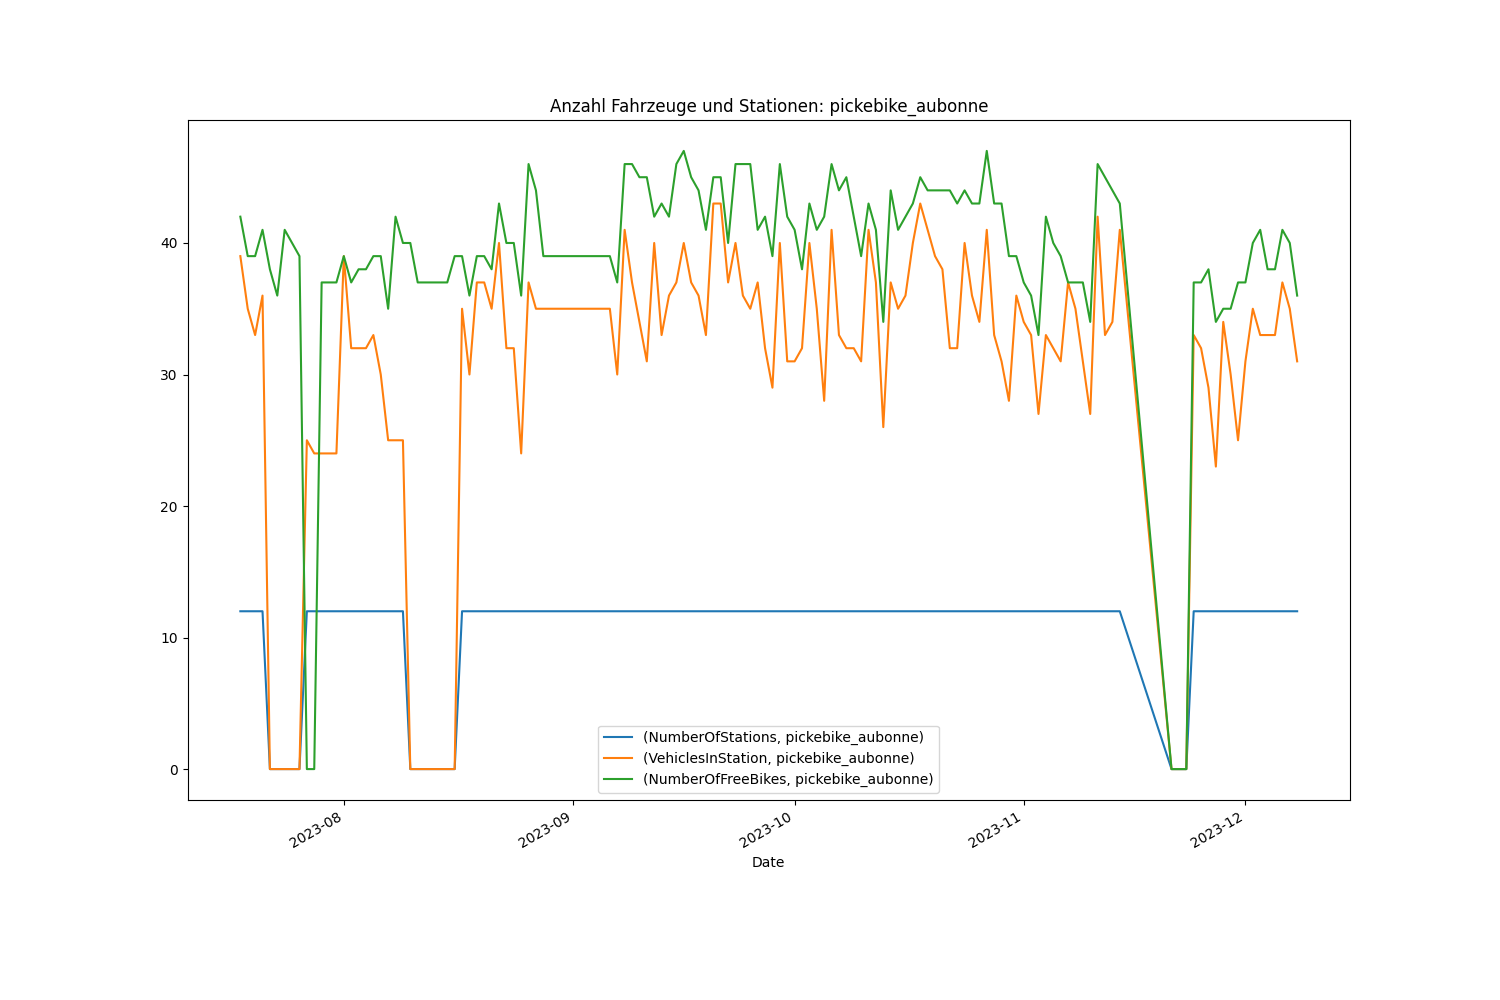 Anzahl Fahrzeuge und Stationen: pickebike_aubonne
40
30
20
10
0
(NumberOfStations, pickebike_aubonne)
(VehiclesInStation, pickebike_aubonne)
(NumberOfFreeBikes, pickebike_aubonne)
2023-08
2023-09
2023-10
2023-11
2023-12
Date